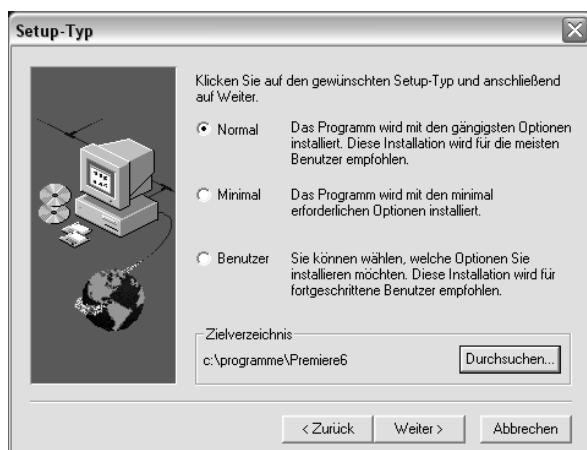 Setup-Typ
Klicken Sie auf den gewünschten Setup-Typ und anschließend
auf Weiter.
Normal
Das Programm wird mit den gängigsten Optionen
installiert. Diese Installation wird für die meisten
Benutzer empfohlen.
Minimal
Das Programm wird mit den minimal
erforderlichen Optionen installiert.
Benutzer
Sie können wählen, welche Optionen Sie
installieren möchten. Diese Installation wird für
fortgeschrittene Benutzer empfohlen.
Zielverzeichnis
c:\programme\Premiere6
Durchsuchen...
< Zurück
Weiter >
Abbrechen